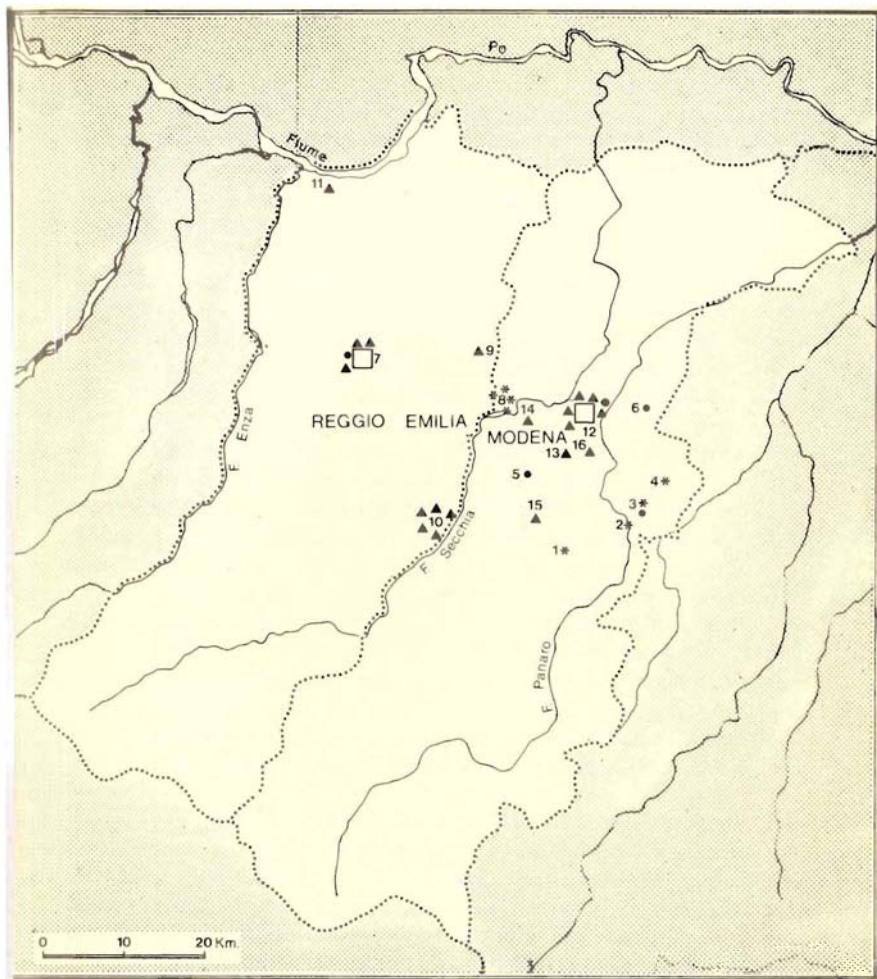 Po
Fiume
11
7
9
8
REGGIO EMILIA
14
MODENA
12
6
F. Enza
13
16
5
4
3
10
15
2
F Secchia
1
F Panaro
0 10 20 Km.